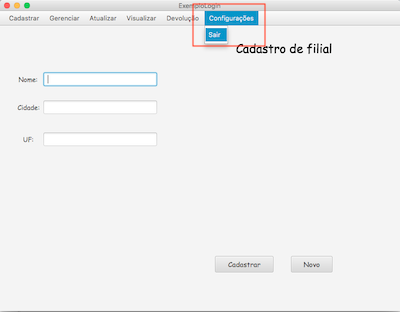 ExemploLogin
Cadastrar Gerenciar Atualizar Visualizar Devolução Configurações
Sair
Cadastro de filial
Nome:
Cidade:
UF:
Cadastrar Novo